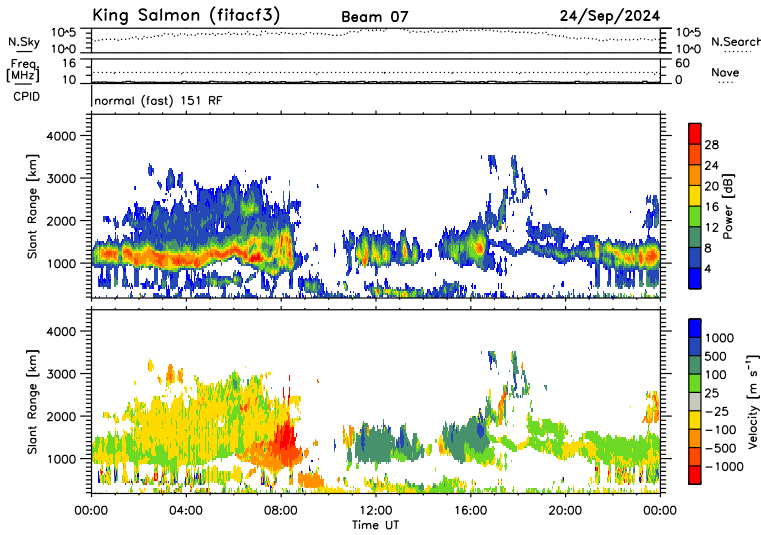 King Salmon (fitacf3) Beam 07 24/Sep/2024
N.Sky 10^5 10^0 10^5 10^0 N.Search
Freq. [MHz] 16 10 60 0 Nave
CPID normal (fast) 151 RF
Slant Range [km] 4000 3000 2000 1000
Power [dB] 28 24 20 16 12 8 4
Slant Range [km] 4000 3000 2000 1000
Velocity [m s⁻¹] 1000 500 100 25 −25 −100 −500 −1000
00:00 04:00 08:00 12:00 16:00 20:00 00:00
Time UT